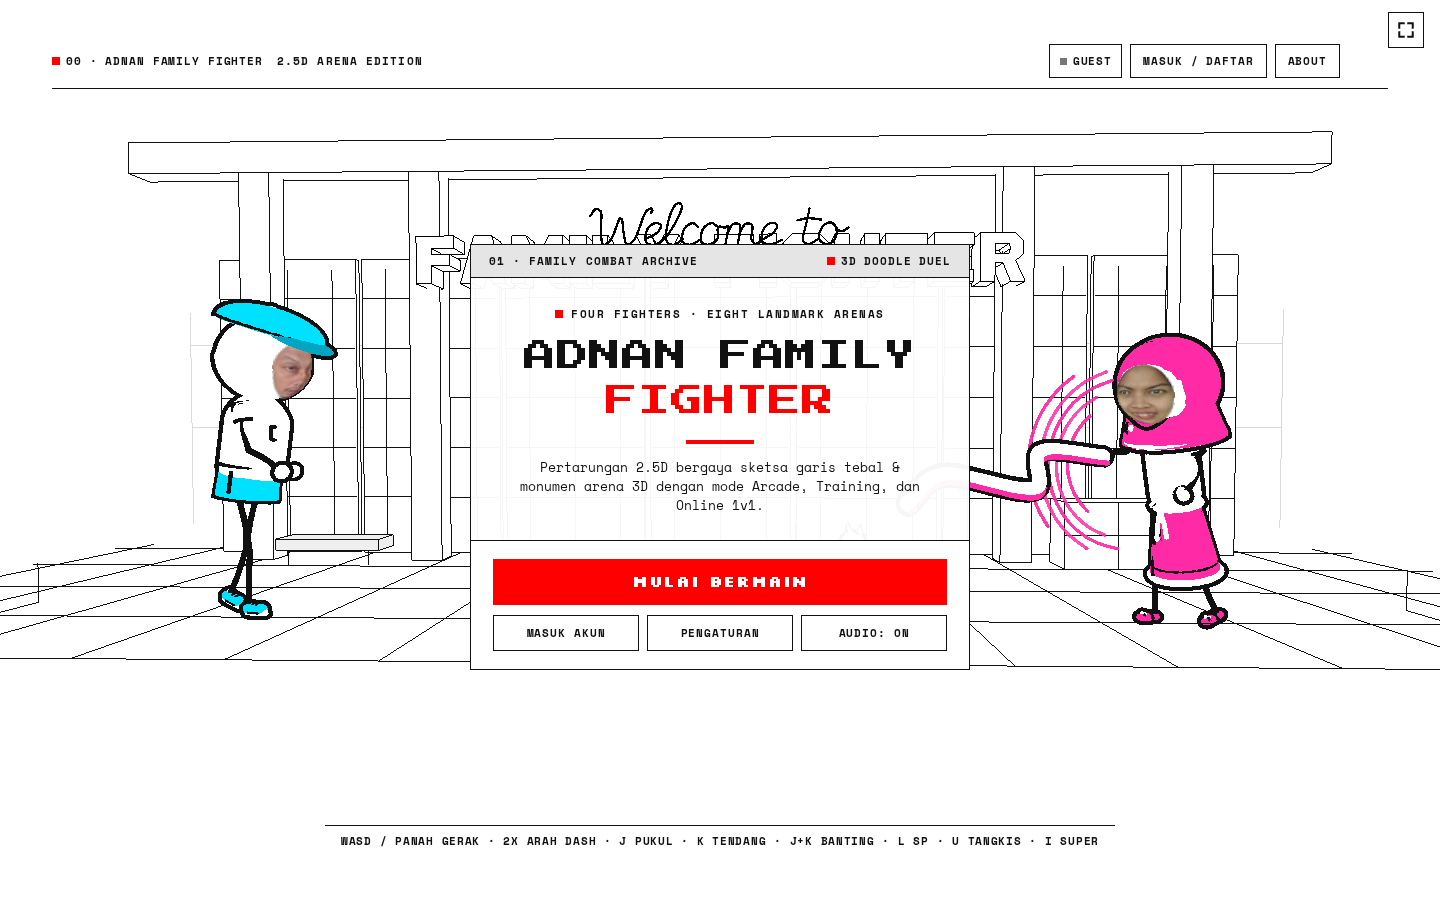 00 · ADNAN FAMILY FIGHTER 2.5D ARENA EDITION
GUEST
MASUK / DAFTAR
ABOUT
Welcome to
01 · FAMILY COMBAT ARCHIVE
3D DOODLE DUEL
FOUR FIGHTERS · EIGHT LANDMARK ARENAS
ADNAN FAMILY
FIGHTER
Pertarungan 2.5D bergaya sketsa garis tebal &
monumen arena 3D dengan mode Arcade, Training, dan
Online 1v1.
MULAI BERMAIN
MASUK AKUN
PENGATURAN
AUDIO: ON
WASD / PANAH GERAK · 2X ARAH DASH · J PUKUL · K TENDANG · J+K BANTING · L SP · U TANGKIS · I SUPER